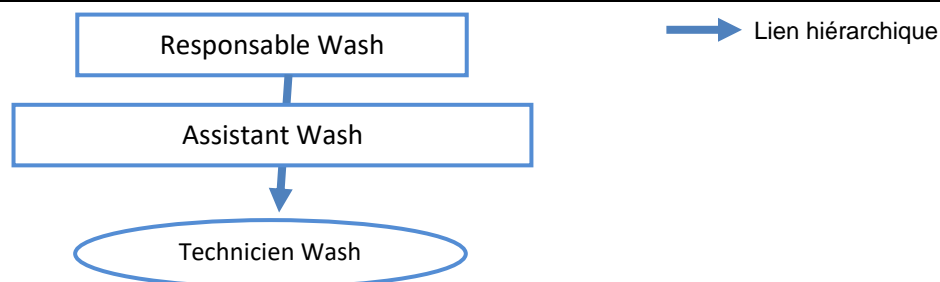 Responsable Wash
Lien hiérarchique
Assistant Wash
Technicien Wash